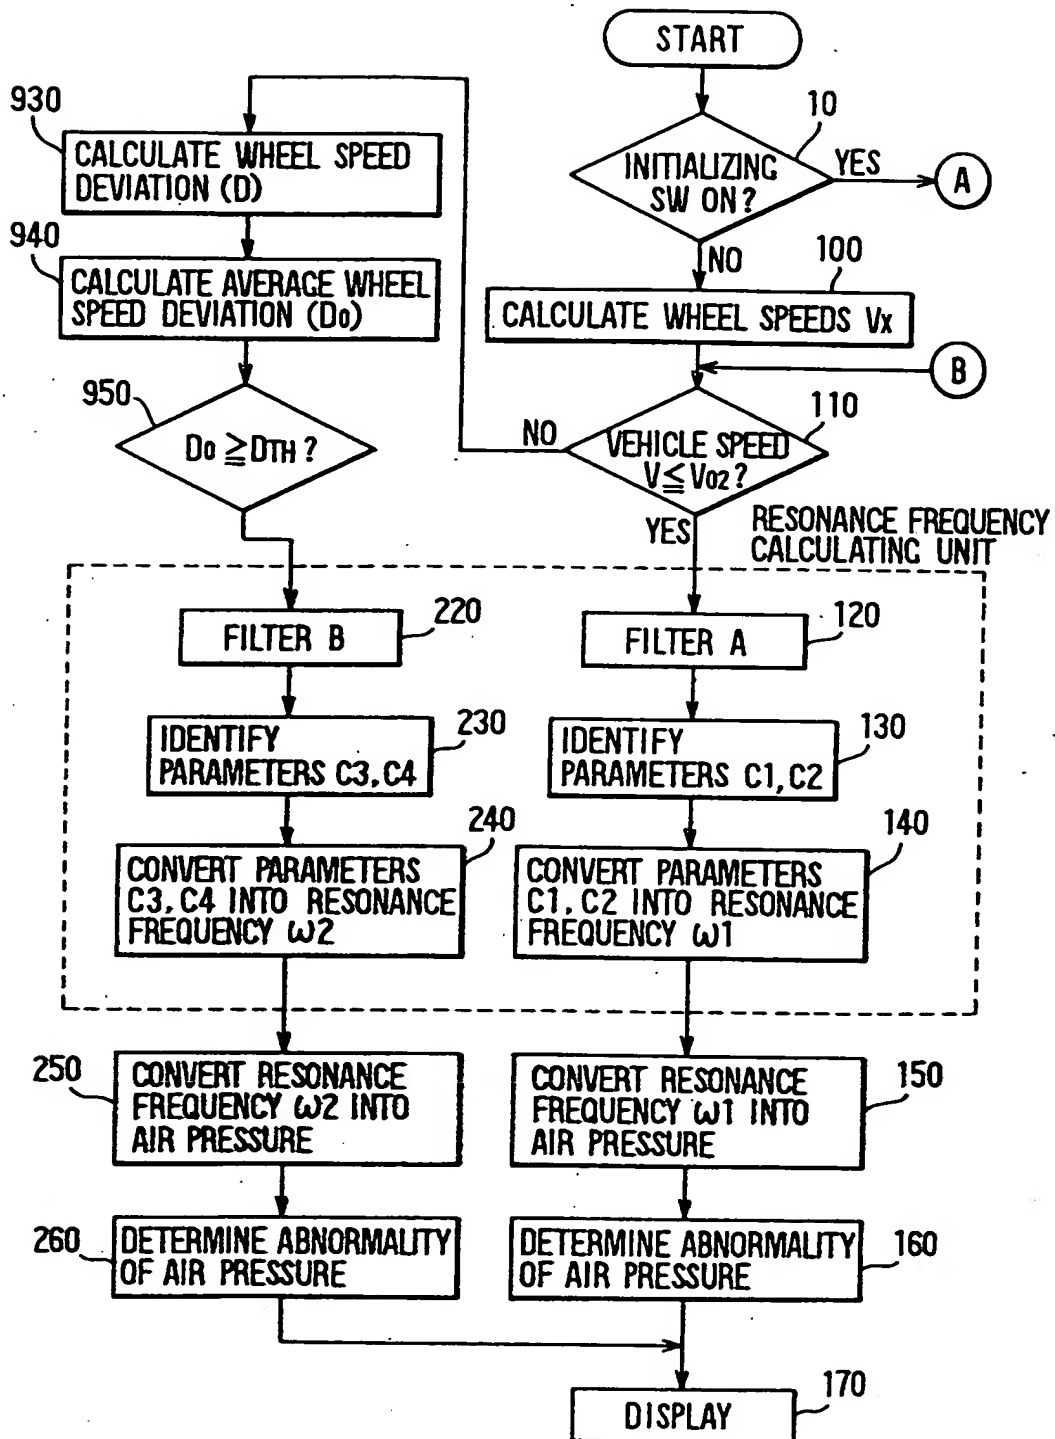 START
10
INITIALIZING
SW ON?
YES
A
NO
100
CALCULATE WHEEL SPEEDS Vx
B
110
VEHICLE SPEED
V≦V02?
NO
YES
930
CALCULATE WHEEL SPEED
DEVIATION (D)
940
CALCULATE AVERAGE WHEEL
SPEED DEVIATION (D0)
950
D0≧DTH?
RESONANCE FREQUENCY
CALCULATING UNIT
FILTER B
220
FILTER A
120
IDENTIFY
PARAMETERS C3,C4
230
IDENTIFY
PARAMETERS C1,C2
130
240
CONVERT PARAMETERS
C3,C4 INTO RESONANCE
FREQUENCY ω2
140
CONVERT PARAMETERS
C1,C2 INTO RESONANCE
FREQUENCY ω1
250
CONVERT RESONANCE
FREQUENCY ω2 INTO
AIR PRESSURE
CONVERT RESONANCE
FREQUENCY ω1 INTO
AIR PRESSURE
150
260
DETERMINE ABNORMALITY
OF AIR PRESSURE
DETERMINE ABNORMALITY
OF AIR PRESSURE
160
170
DISPLAY